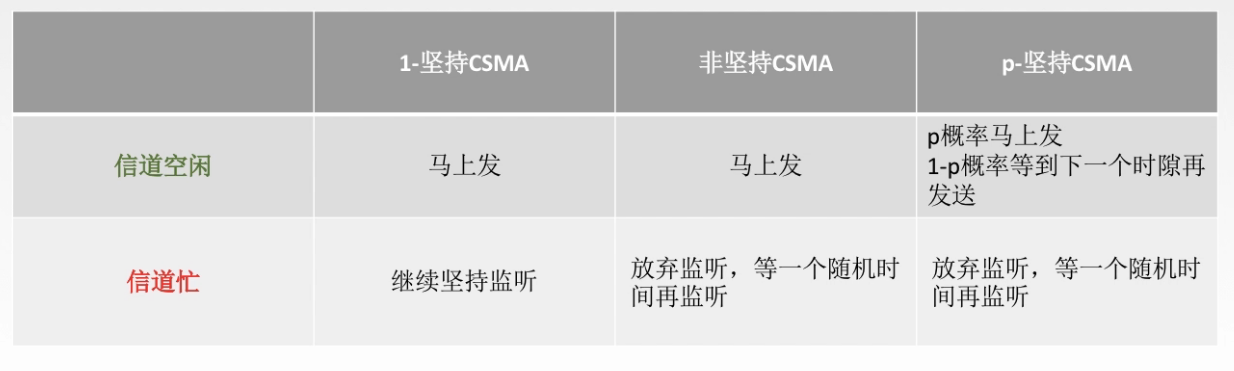 1-坚持CSMA
非坚持CSMA
p-坚持CSMA
信道空闲
马上发
马上发
p概率马上发
1-p概率等到下一个时隙再
发送
信道忙
继续坚持监听
放弃监听，等一个随机时
间再监听
放弃监听，等一个随机时
间再监听